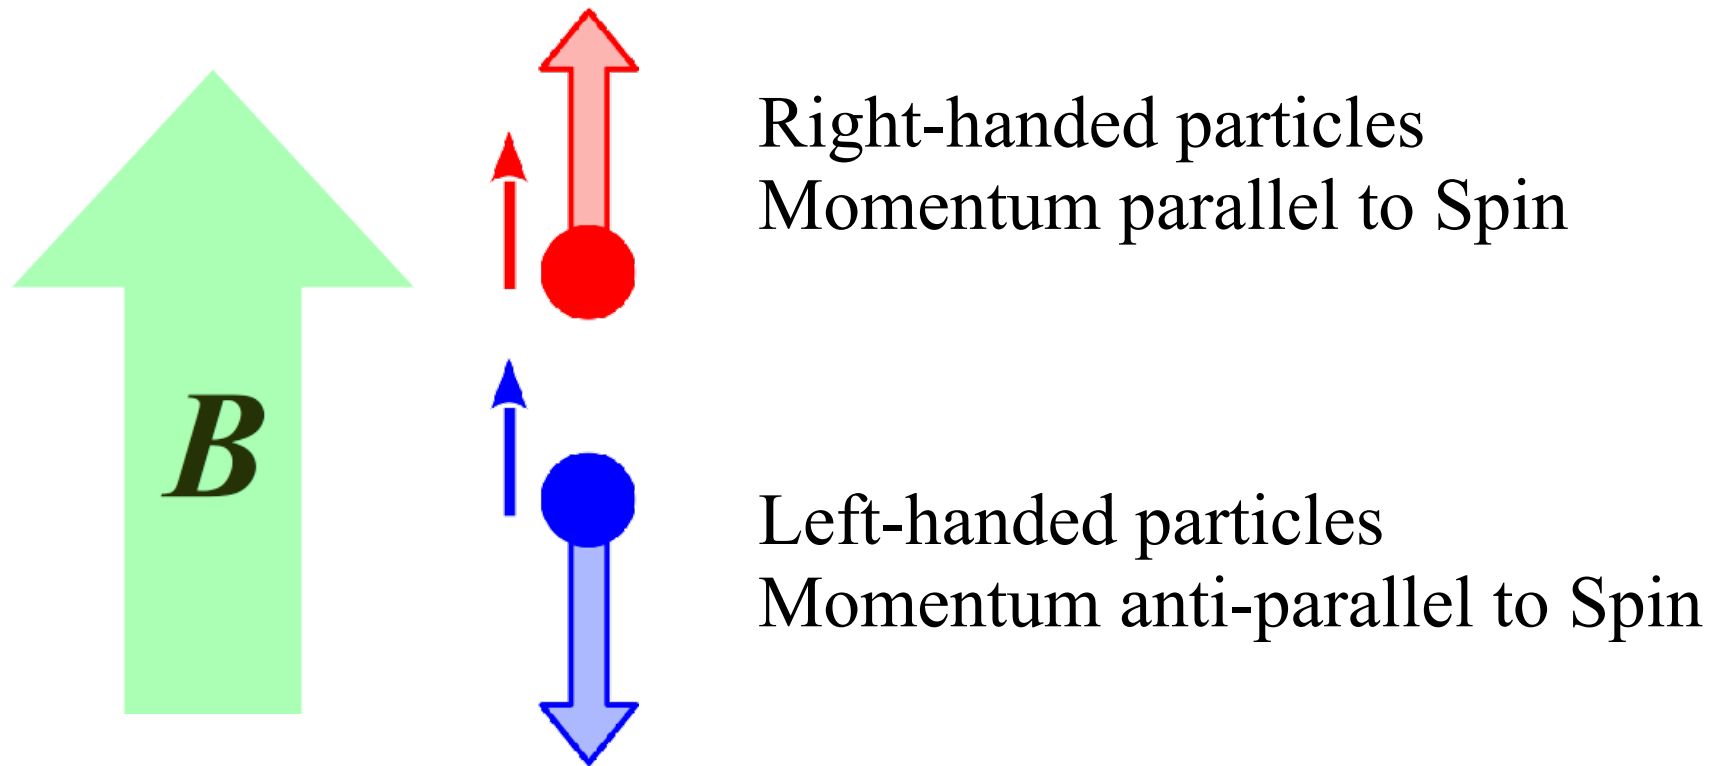 B
Right-handed particles
Momentum parallel to Spin
Left-handed particles
Momentum anti-parallel to Spin